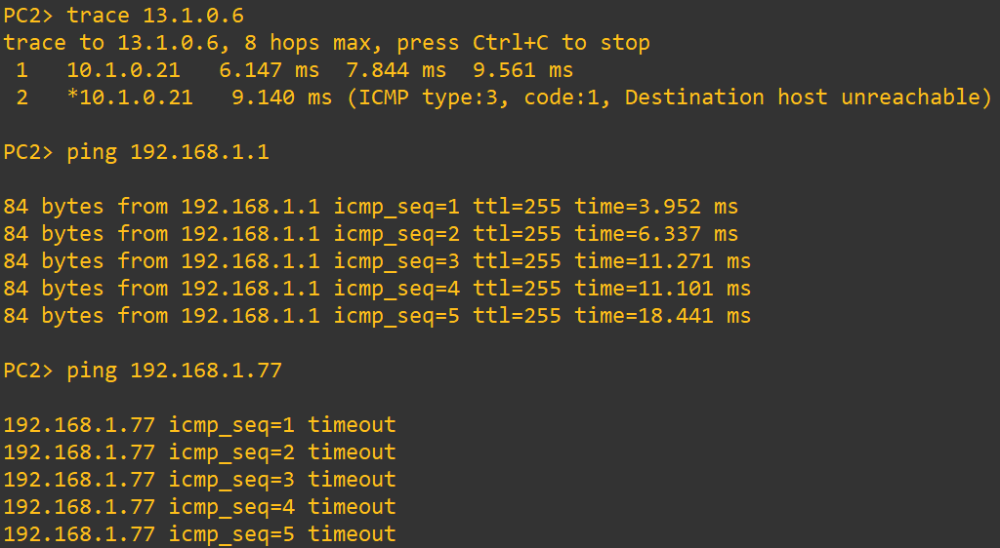 PC2> trace 13.1.0.6
trace to 13.1.0.6, 8 hops max, press Ctrl+C to stop
 1   10.1.0.21   6.147 ms  7.844 ms  9.561 ms
 2   *10.1.0.21   9.140 ms (ICMP type:3, code:1, Destination host unreachable)
PC2> ping 192.168.1.1
84 bytes from 192.168.1.1 icmp_seq=1 ttl=255 time=3.952 ms
84 bytes from 192.168.1.1 icmp_seq=2 ttl=255 time=6.337 ms
84 bytes from 192.168.1.1 icmp_seq=3 ttl=255 time=11.271 ms
84 bytes from 192.168.1.1 icmp_seq=4 ttl=255 time=11.101 ms
84 bytes from 192.168.1.1 icmp_seq=5 ttl=255 time=18.441 ms
PC2> ping 192.168.1.77
192.168.1.77 icmp_seq=1 timeout
192.168.1.77 icmp_seq=2 timeout
192.168.1.77 icmp_seq=3 timeout
192.168.1.77 icmp_seq=4 timeout
192.168.1.77 icmp_seq=5 timeout